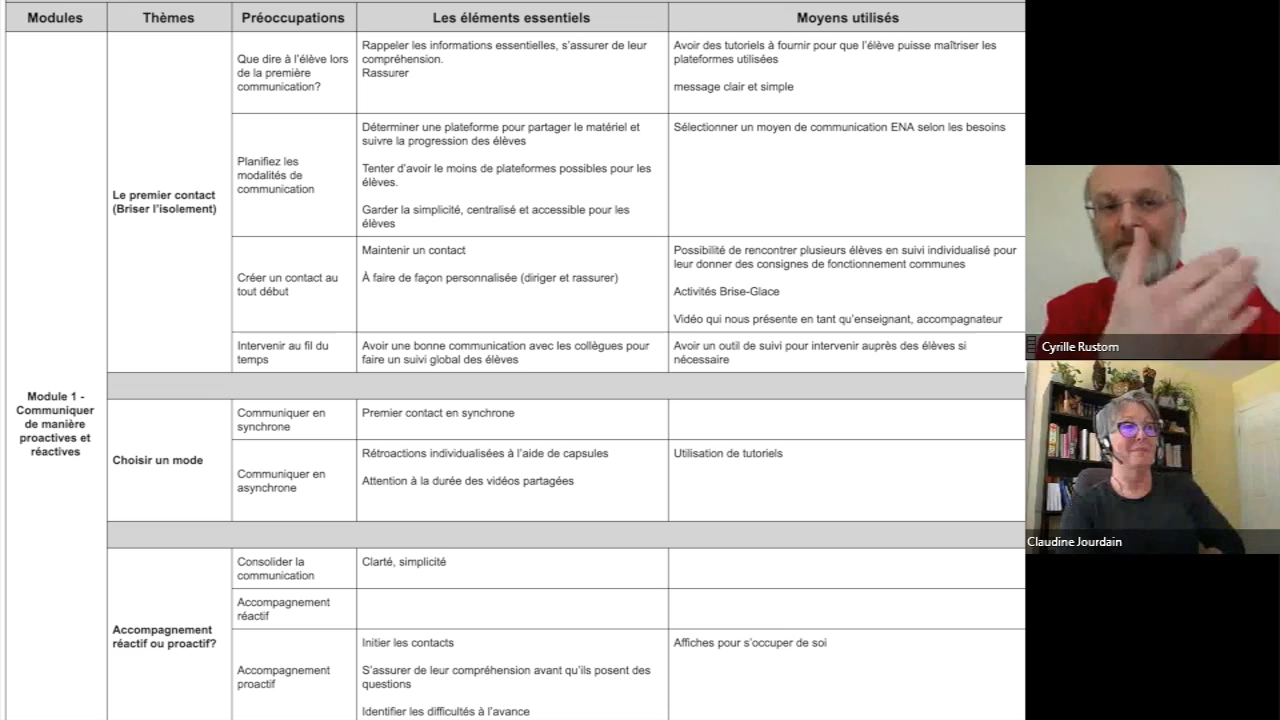 Modules
Thèmes
Préoccupations
Les éléments essentiels
Moyens utilisés
Module 1 -
Communiquer
de manière
proactives et
réactives
Le premier contact
(Briser l'isolement)
Que dire à l'élève lors
de la première
communication?
Rappeler les informations essentielles, s'assurer de leur
compréhension.
Rassurer
Avoir des tutoriels à fournir pour que l'élève puisse maîtriser les
plateformes utilisées
message clair et simple
Planifiez les
modalités de
communication
Déterminer une plateforme pour partager le matériel et
suivre la progression des élèves
Tenter d'avoir le moins de plateformes possibles pour les
élèves.
Garder la simplicité, centralisé et accessible pour les
élèves
Sélectionner un moyen de communication ENA selon les besoins
Créer un contact au
tout début
Maintenir un contact
À faire de façon personnalisée (diriger et rassurer)
Possibilité de rencontrer plusieurs élèves en suivi individualisé pour
leur donner des consignes de fonctionnement communes
Activités Brise-Glace
Vidéo qui nous présente en tant qu'enseignant, accompagnateur
Intervenir au fil du
temps
Avoir une bonne communication avec les collègues pour
faire un suivi global des élèves
Avoir un outil de suivi pour intervenir auprès des élèves si
nécessaire
Choisir un mode
Communiquer en
synchrone
Premier contact en synchrone
Communiquer en
asynchrone
Rétroactions individualisées à l'aide de capsules
Attention à la durée des vidéos partagées
Utilisation de tutoriels
Accompagnement
réactif ou proactif?
Consolider la
communication
Clarté, simplicité
Accompagnement
réactif
Accompagnement
proactif
Initier les contacts
S'assurer de leur compréhension avant qu'ils posent des
questions
Identifier les difficultés à l'avance
Affiches pour s'occuper de soi
Cyrille Rustom
Claudine Jourdain